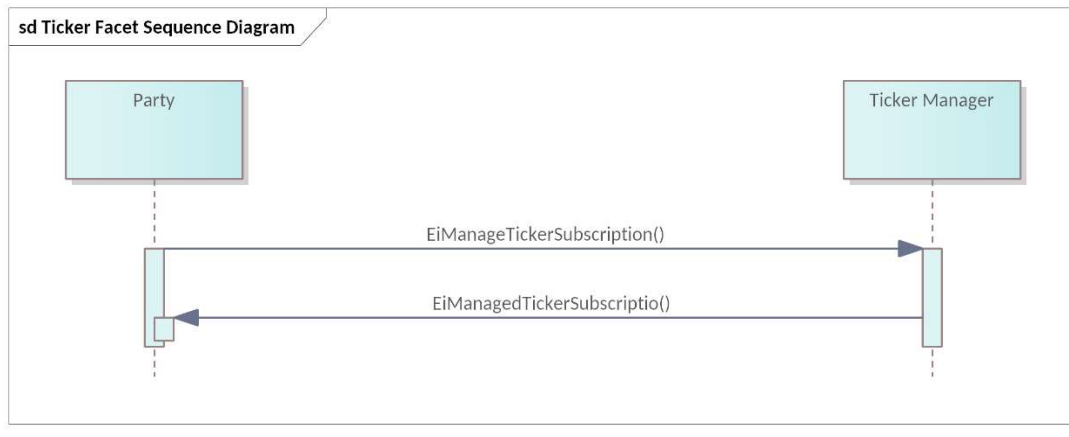 sd Ticker Facet Sequence Diagram
Party
Ticker Manager
EiManageTickerSubscription()
EiManagedTickerSubscriptio()